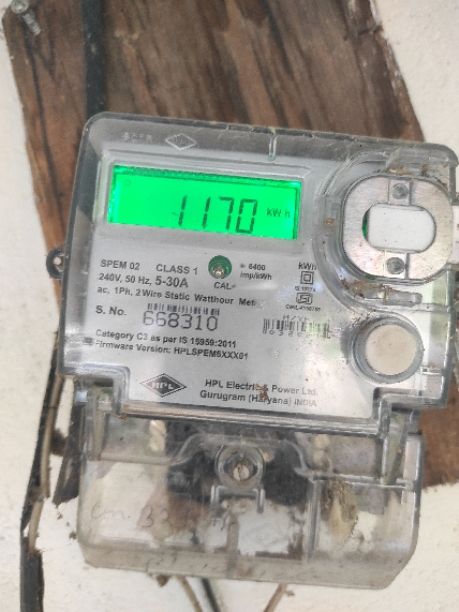 1170 kWh
SPEM 02 CLASS 1
240V, 50 Hz, 5-30A
ac, 1Ph, 2 Wire Static Watthour
6400
imp/kWh
CAL
kWh
S. No. 668310
Category C3 as per IS 15959:2011
Firmware Version: HPLSPEM6XXX01
HPL
HPL Electric & Power Ltd.
Gurugram (Haryana) INDIA